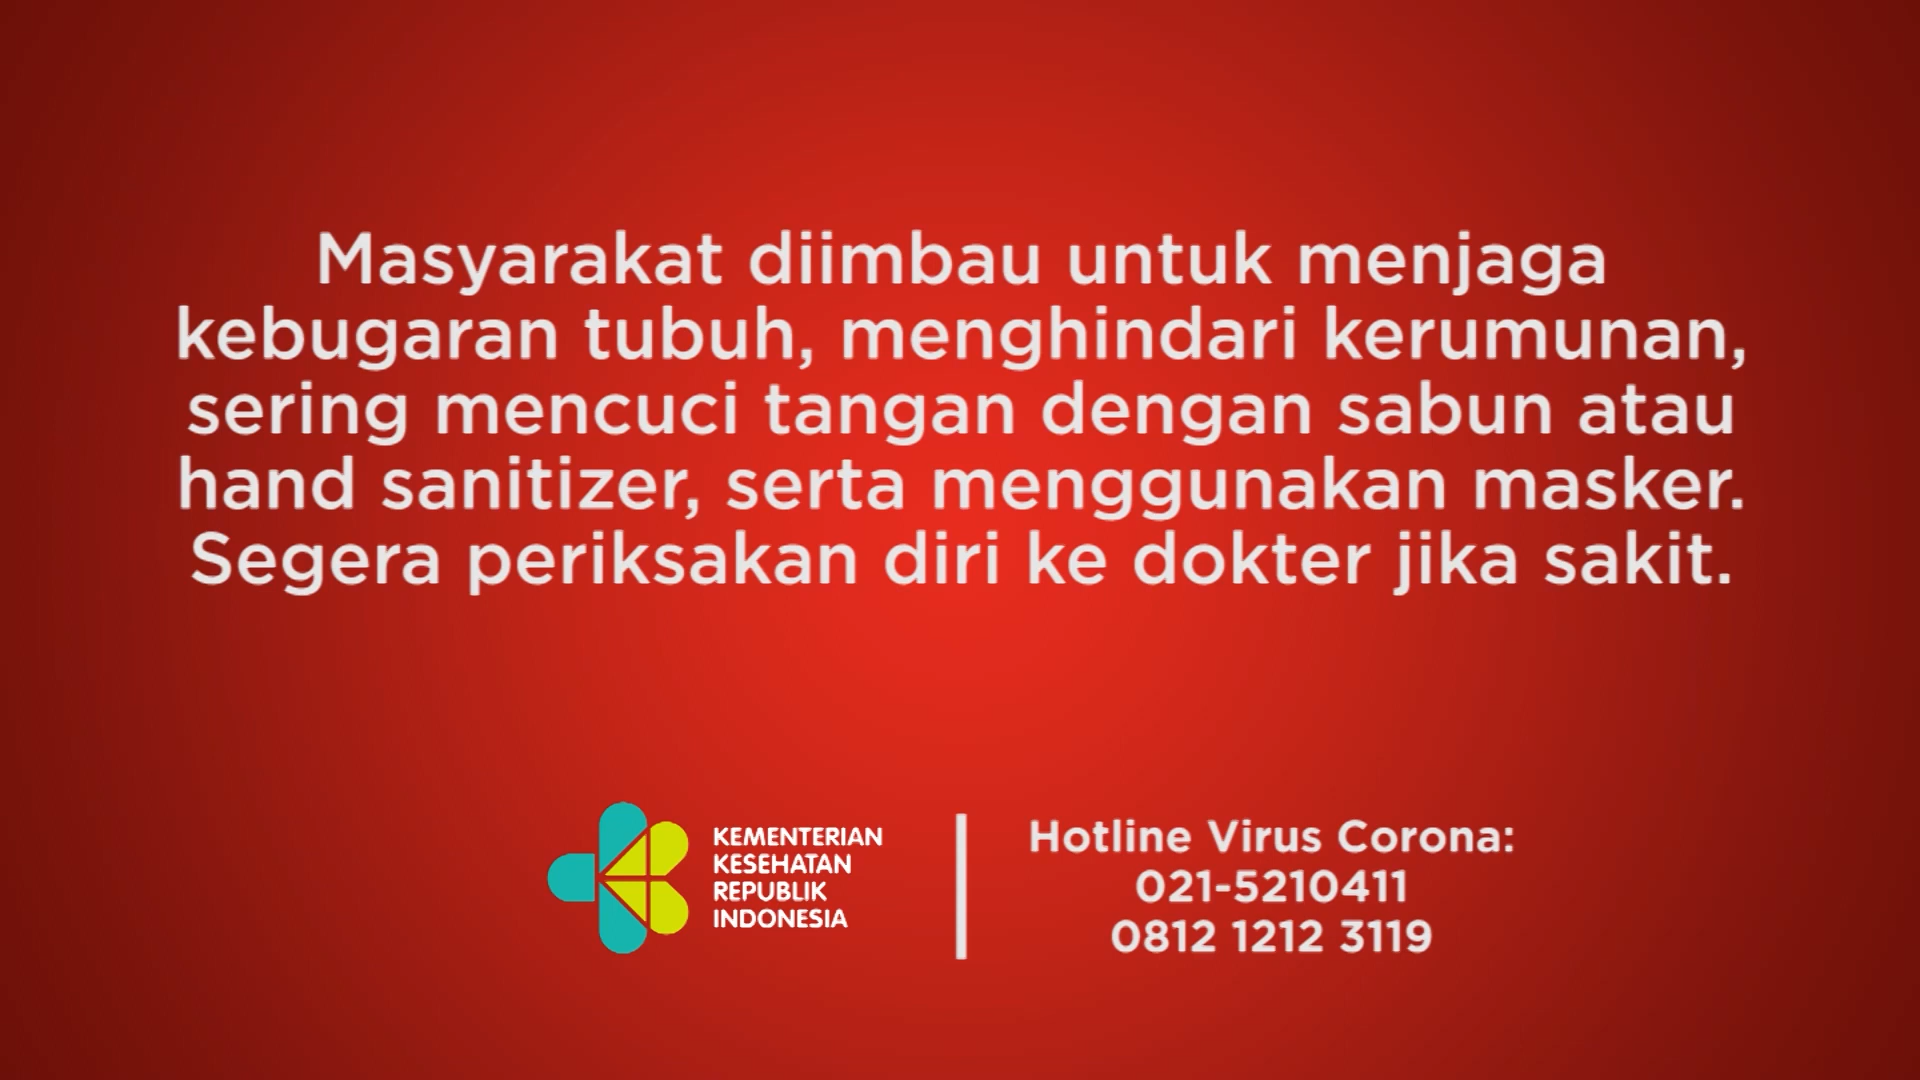 Masyarakat diimbau untuk menjaga
kebugaran tubuh, menghindari kerumunan,
sering mencuci tangan dengan sabun atau
hand sanitizer, serta menggunakan masker.
Segera periksakan diri ke dokter jika sakit.
KEMENTERIAN
KESEHATAN
REPUBLIK
INDONESIA
Hotline Virus Corona:
021-5210411
0812 1212 3119